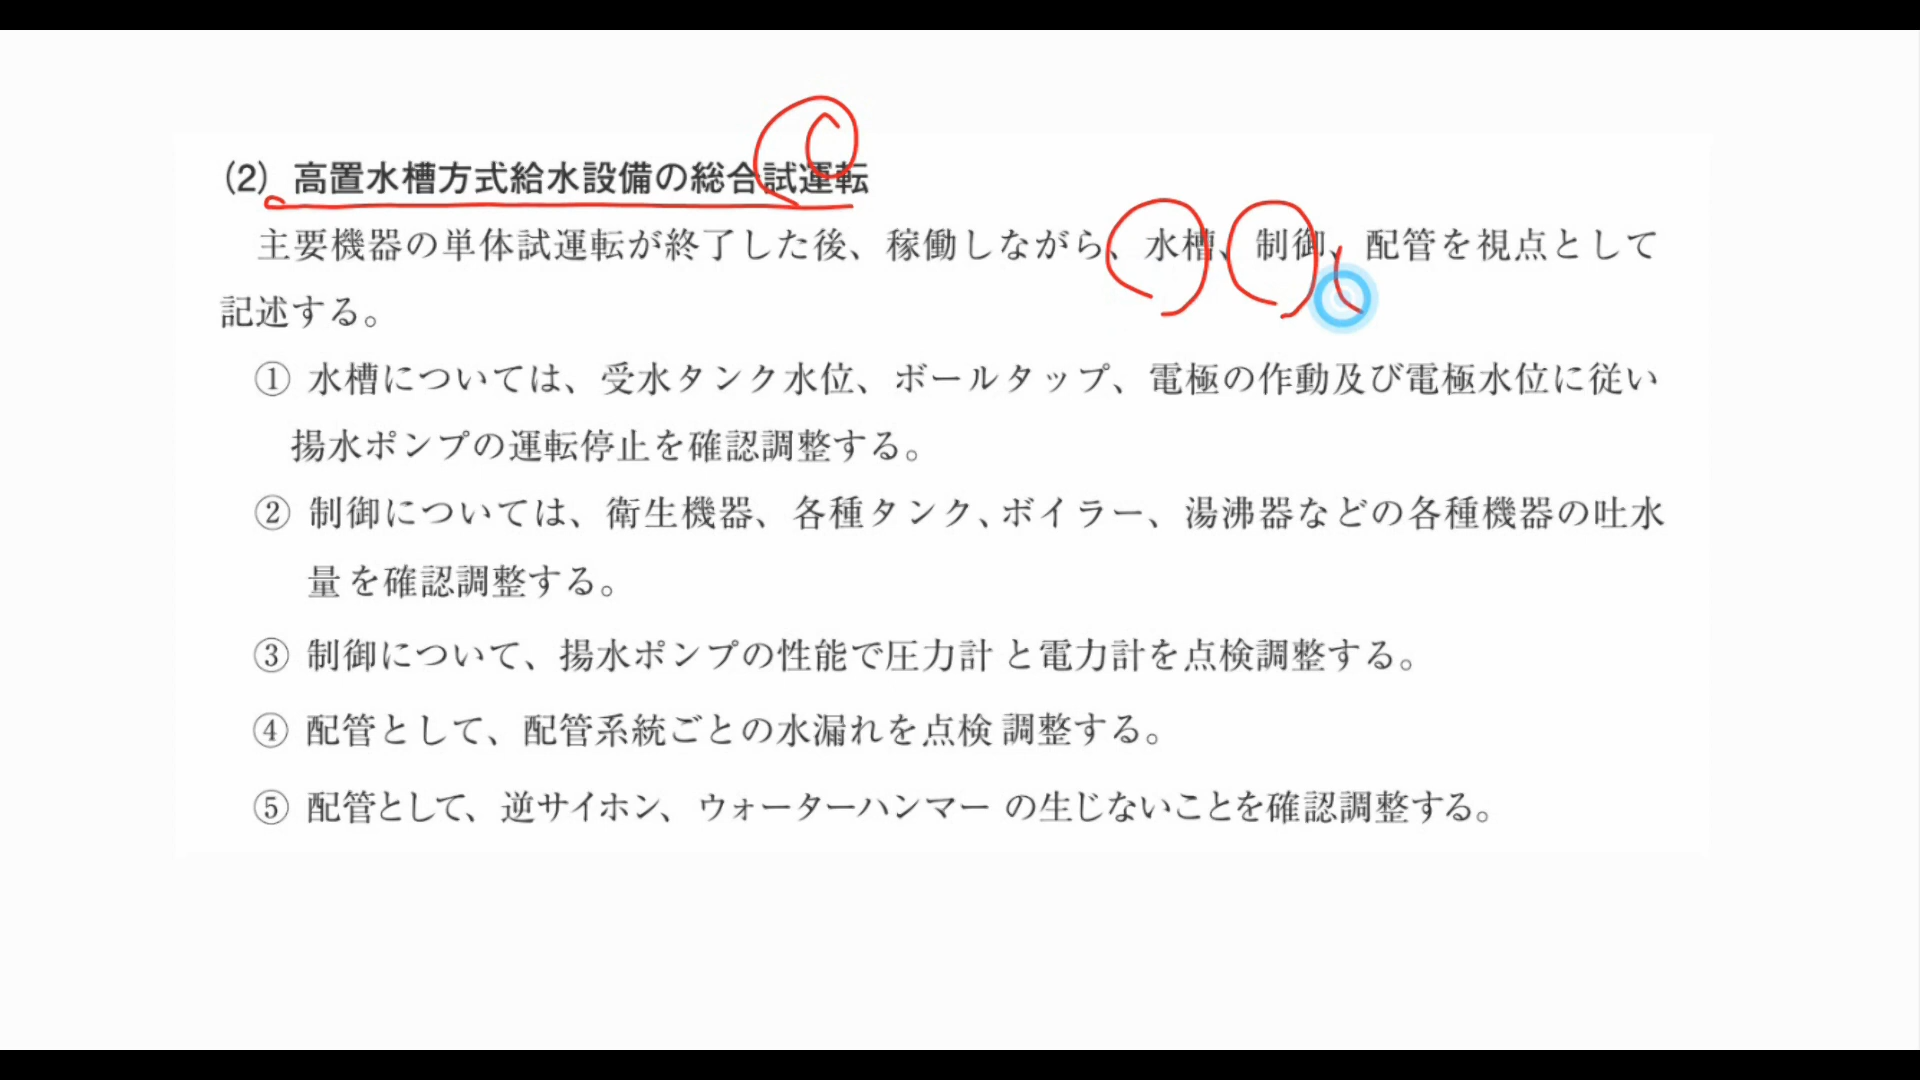 (2) 高置水槽方式給水設備の総合試運転
主要機器の単体試運転が終了した後、稼働しながら、水槽、制御、配管を視点として
記述する。
① 水槽については、受水タンク水位、ボールタップ、電極の作動及び電極水位に従い
揚水ポンプの運転停止を確認調整する。
② 制御については、衛生機器、各種タンク、ボイラー、湯沸器などの各種機器の吐水
量を確認調整する。
③ 制御について、揚水ポンプの性能で圧力計と電力計を点検調整する。
④ 配管として、配管系統ごとの水漏れを点検調整する。
⑤ 配管として、逆サイホン、ウォーターハンマーの生じないことを確認調整する。